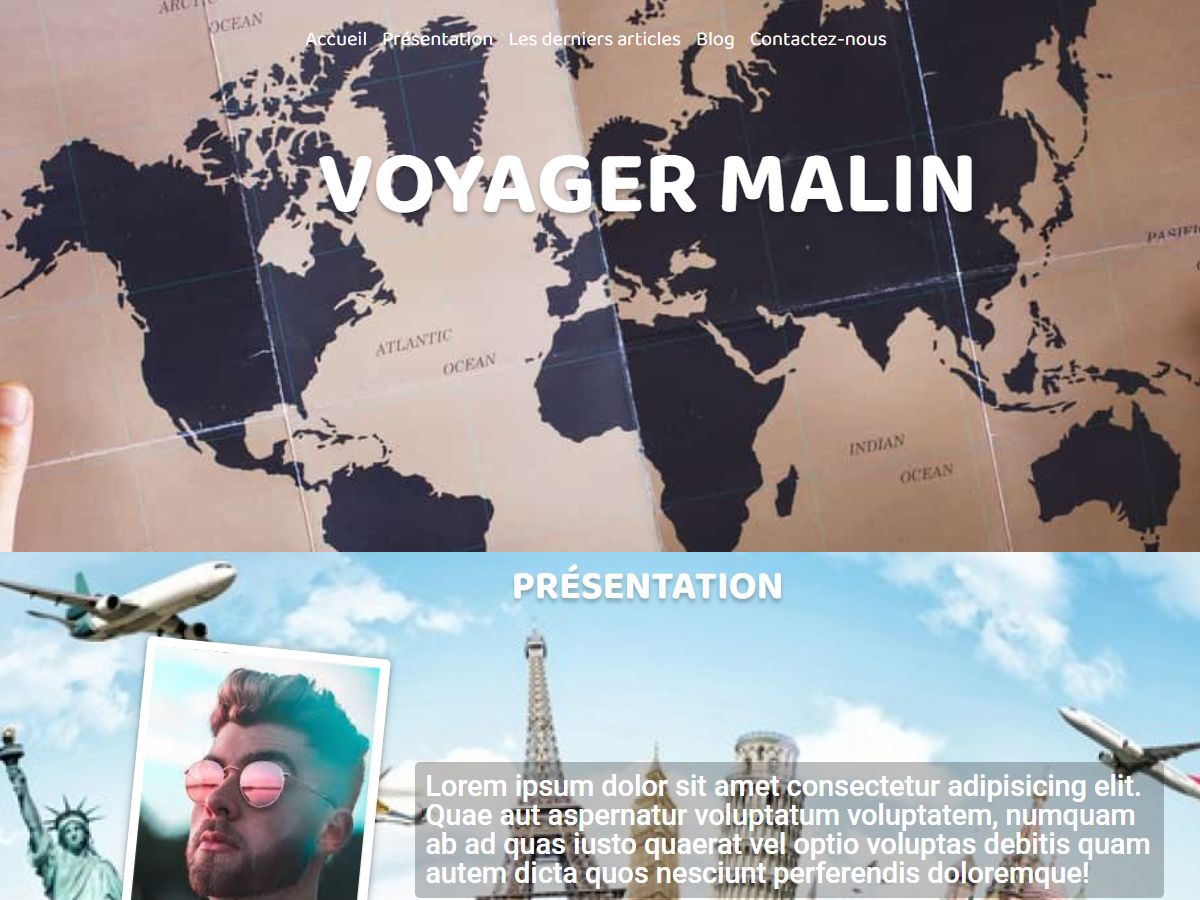 ARCTIC
OCEAN
Accueil Présentation Les derniers articles Blog Contactez-nous
VOYAGER MALIN
ATLANTIC
OCEAN
INDIAN
OCEAN
PRÉSENTATION
Lorem ipsum dolor sit amet consectetur adipisicing elit.
Quae aut aspernatur voluptatum voluptatem, numquam
ab ad quas iusto quaerat vel optio voluptas debitis quam
autem dicta quos nesciunt perferendis doloremque!